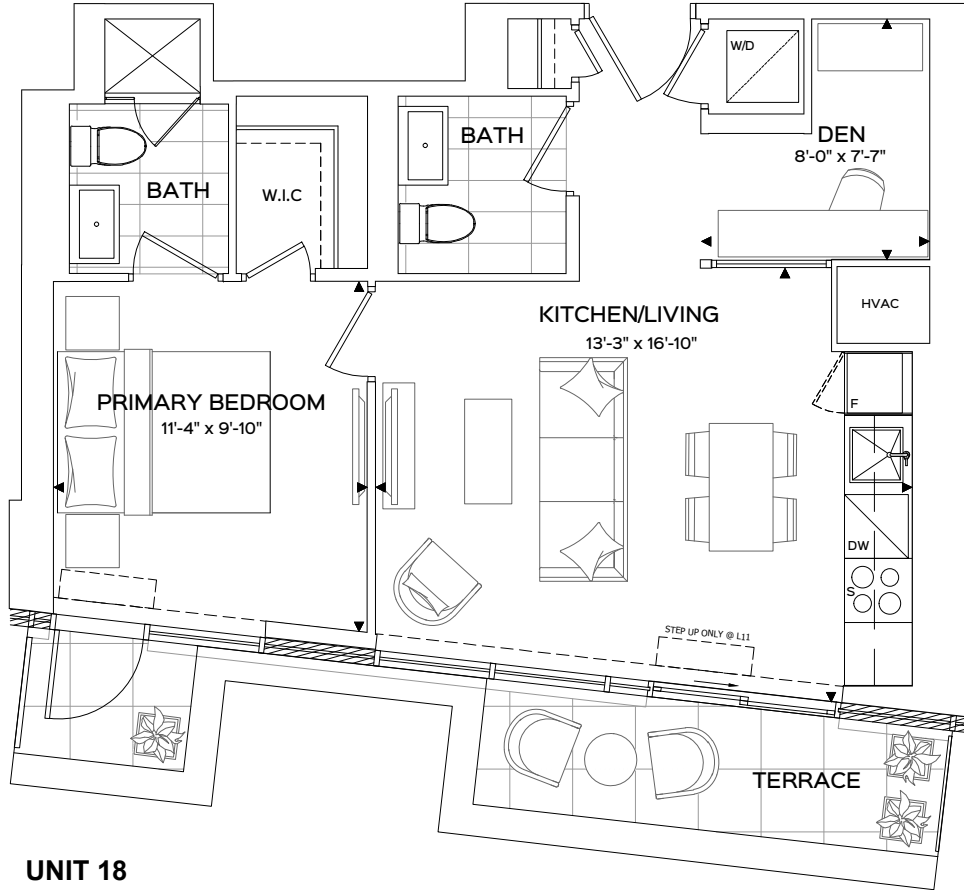 W/D
BATH
DEN
8'-0" x 7'-7"
BATH
W.I.C
HVAC
KITCHEN/LIVING
13'-3" x 16'-10"
PRIMARY BEDROOM
11'-4" x 9'-10"
F
DW
S
STEP UP ONLY @ L11
TERRACE
UNIT 18